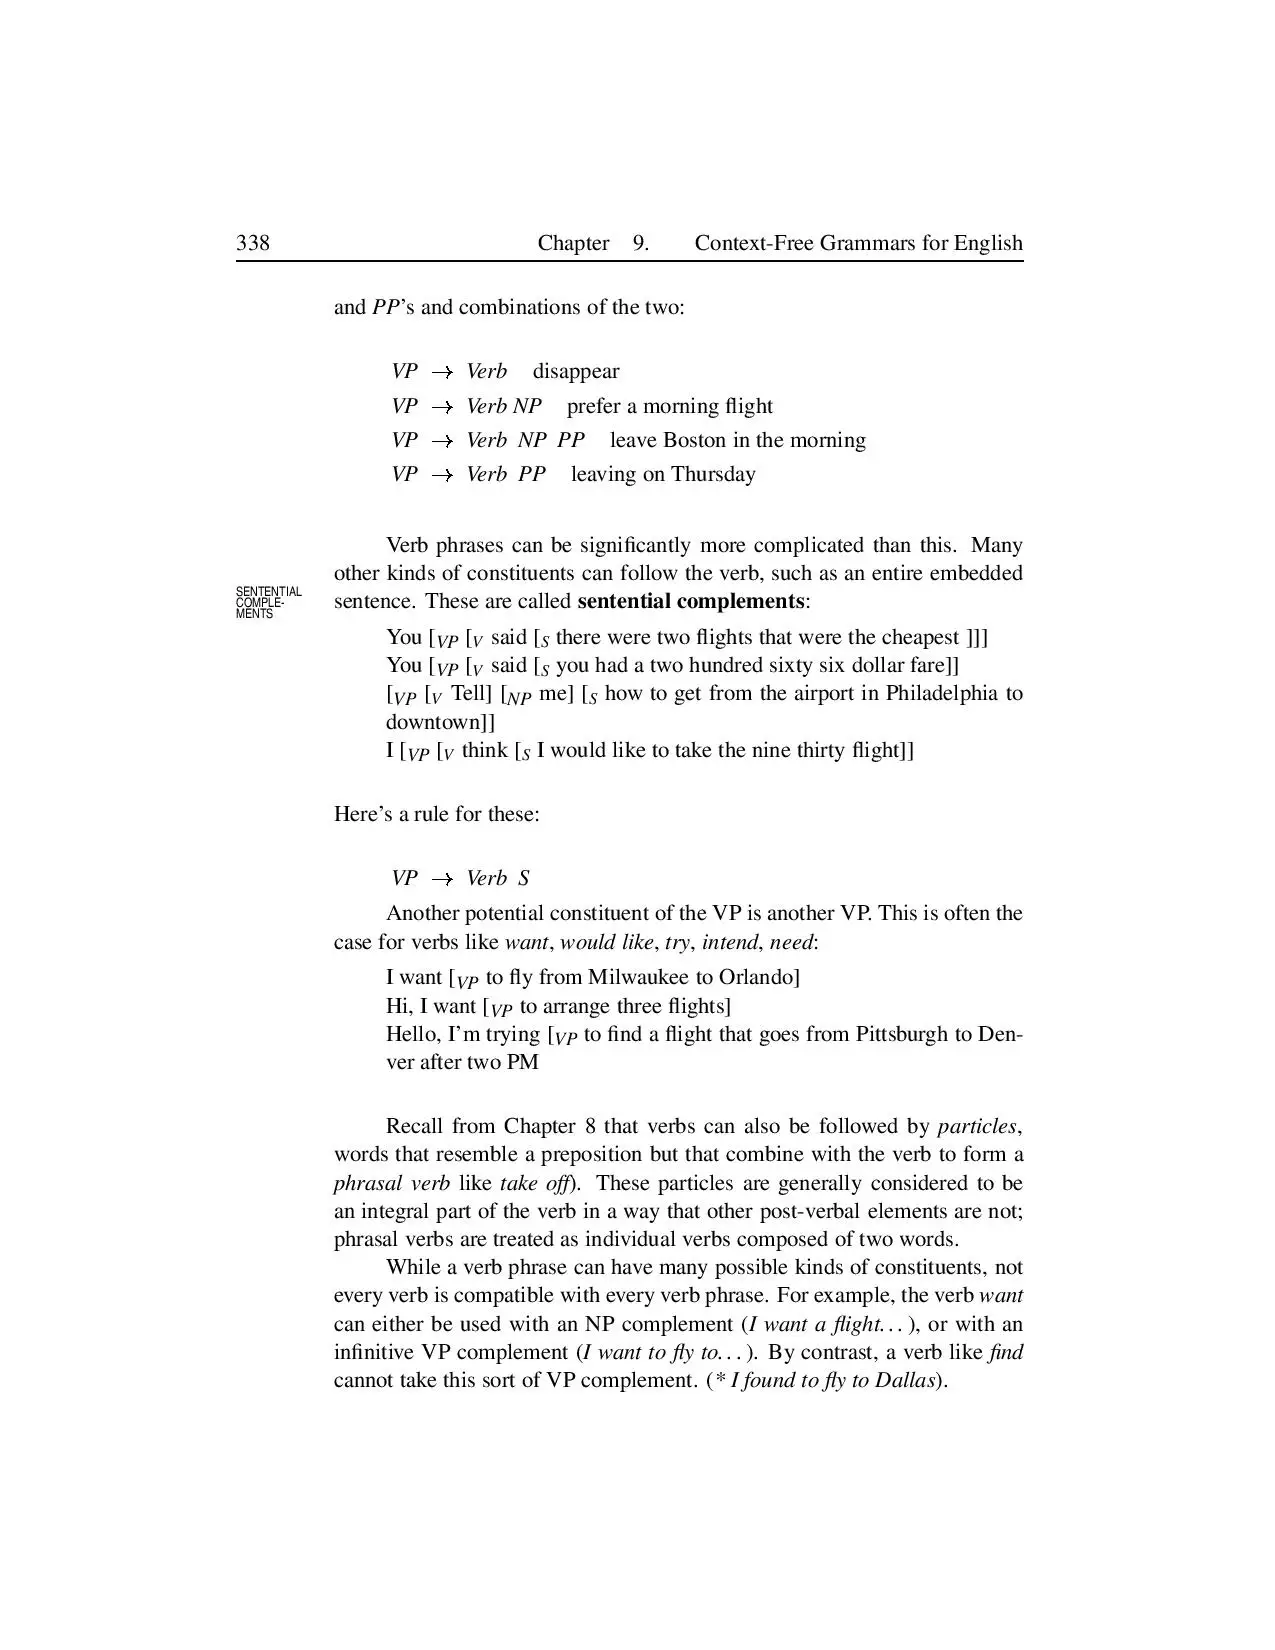 338 Chapter 9. Context-Free Grammars for English
and PP’s and combinations of the two:
VP → Verb disappear
VP → Verb NP prefer a morning flight
VP → Verb NP PP leave Boston in the morning
VP → Verb PP leaving on Thursday
Verb phrases can be significantly more complicated than this. Many
other kinds of constituents can follow the verb, such as an entire embedded
SENTENTIAL
COMPLE-
MENTS
sentence. These are called sentential complements:
You [VP [V said [S there were two flights that were the cheapest ]]]
You [VP [V said [S you had a two hundred sixty six dollar fare]]
[VP [V Tell] [NP me] [S how to get from the airport in Philadelphia to
downtown]]
I [VP [V think [S I would like to take the nine thirty flight]]
Here’s a rule for these:
VP → Verb S
Another potential constituent of the VP is another VP. This is often the
case for verbs like want, would like, try, intend, need:
I want [VP to fly from Milwaukee to Orlando]
Hi, I want [VP to arrange three flights]
Hello, I’m trying [VP to find a flight that goes from Pittsburgh to Den-
ver after two PM
Recall from Chapter 8 that verbs can also be followed by particles,
words that resemble a preposition but that combine with the verb to form a
phrasal verb like take off). These particles are generally considered to be
an integral part of the verb in a way that other post-verbal elements are not;
phrasal verbs are treated as individual verbs composed of two words.
While a verb phrase can have many possible kinds of constituents, not
every verb is compatible with every verb phrase. For example, the verb want
can either be used with an NP complement (I want a flight. . . ), or with an
infinitive VP complement (I want to fly to. . . ). By contrast, a verb like find
cannot take this sort of VP complement. (* I found to fly to Dallas).